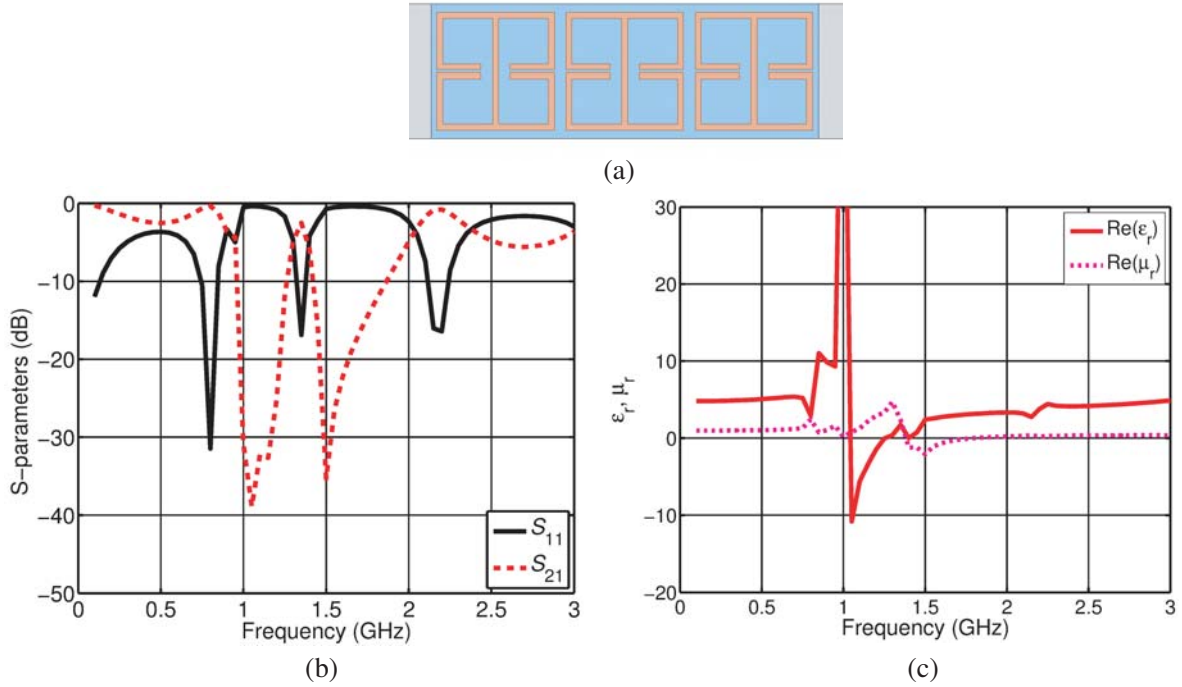 (a)
0
−10
−20
−30
−40
−50
S−parameters (dB)
0
0.5
1
1.5
2
2.5
3
Frequency (GHz)
S11
S21
(b)
30
20
10
0
−10
−20
εr, μr
0
0.5
1
1.5
2
2.5
3
Frequency (GHz)
Re(εr)
Re(μr)
(c)